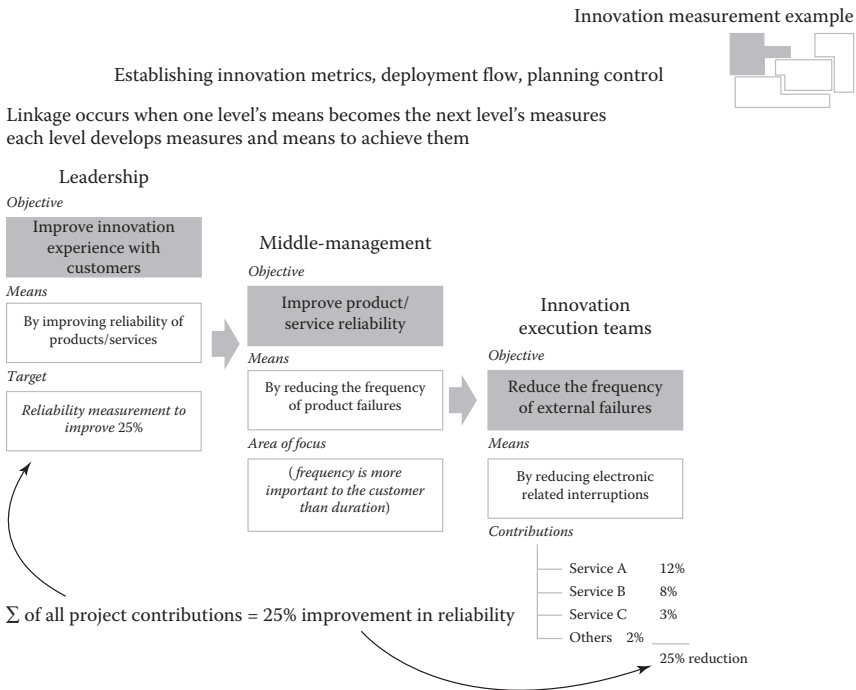 Innovation measurement example
Establishing innovation metrics, deployment flow, planning control
Linkage occurs when one level's means becomes the next level's measures
each level develops measures and means to achieve them
Leadership
Objective
Improve innovation
experience with
customers
Means
By improving reliability of
products/services
Target
Reliability measurement to
improve 25%
Middle-management
Objective
Improve product/
service reliability
Means
By reducing the frequency
of product failures
Area of focus
(frequency is more
important to the customer
than duration)
Innovation
execution teams
Objective
Reduce the frequency
of external failures
Means
By reducing electronic
related interruptions
Contributions
Service A 12%
Service B 8%
Service C 3%
Others 2%
25% reduction
∑ of all project contributions = 25% improvement in reliability